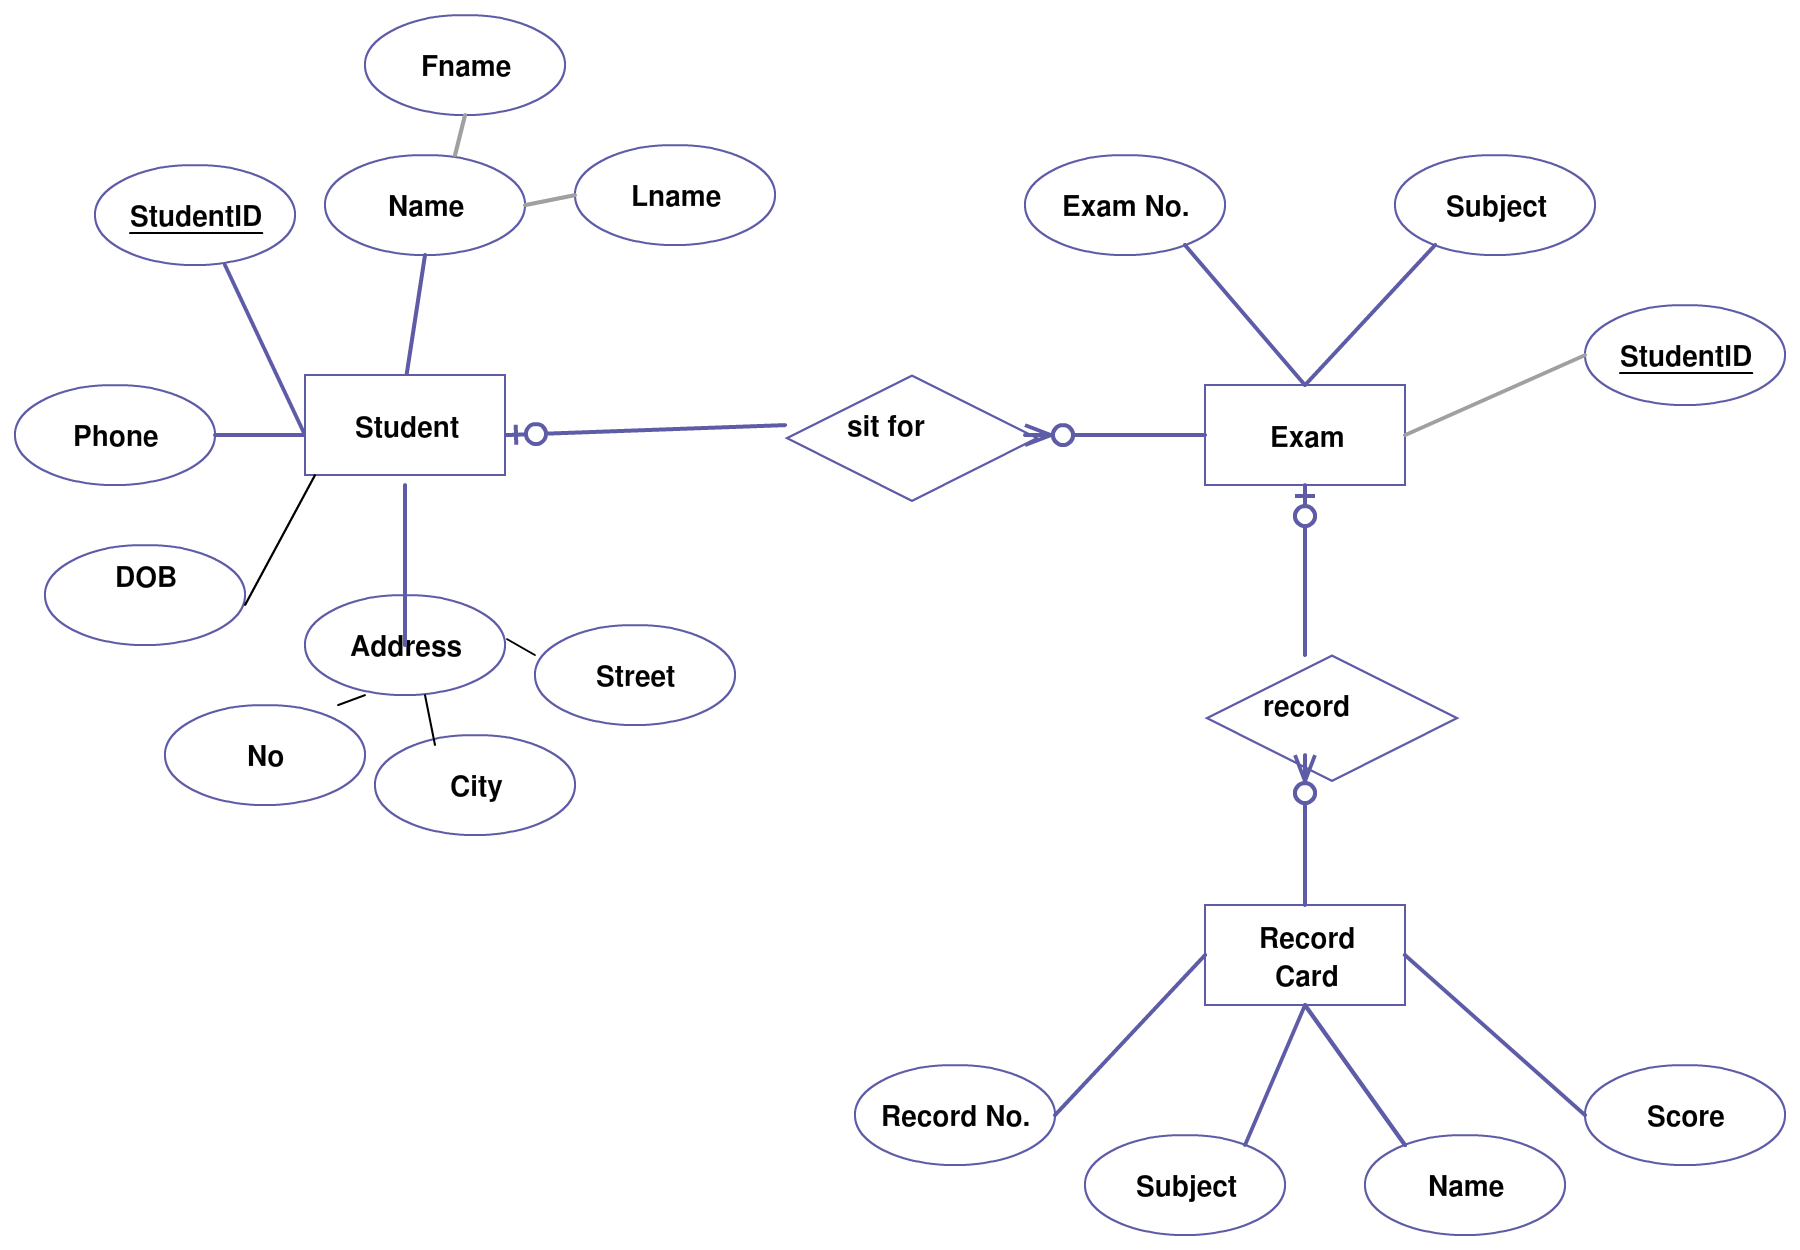 Fname
Name
Lname
StudentID
Exam No.
Subject
StudentID
Phone
Student
sit for
Exam
DOB
Address
Street
No
City
record
Record
Card
Record No.
Subject
Name
Score